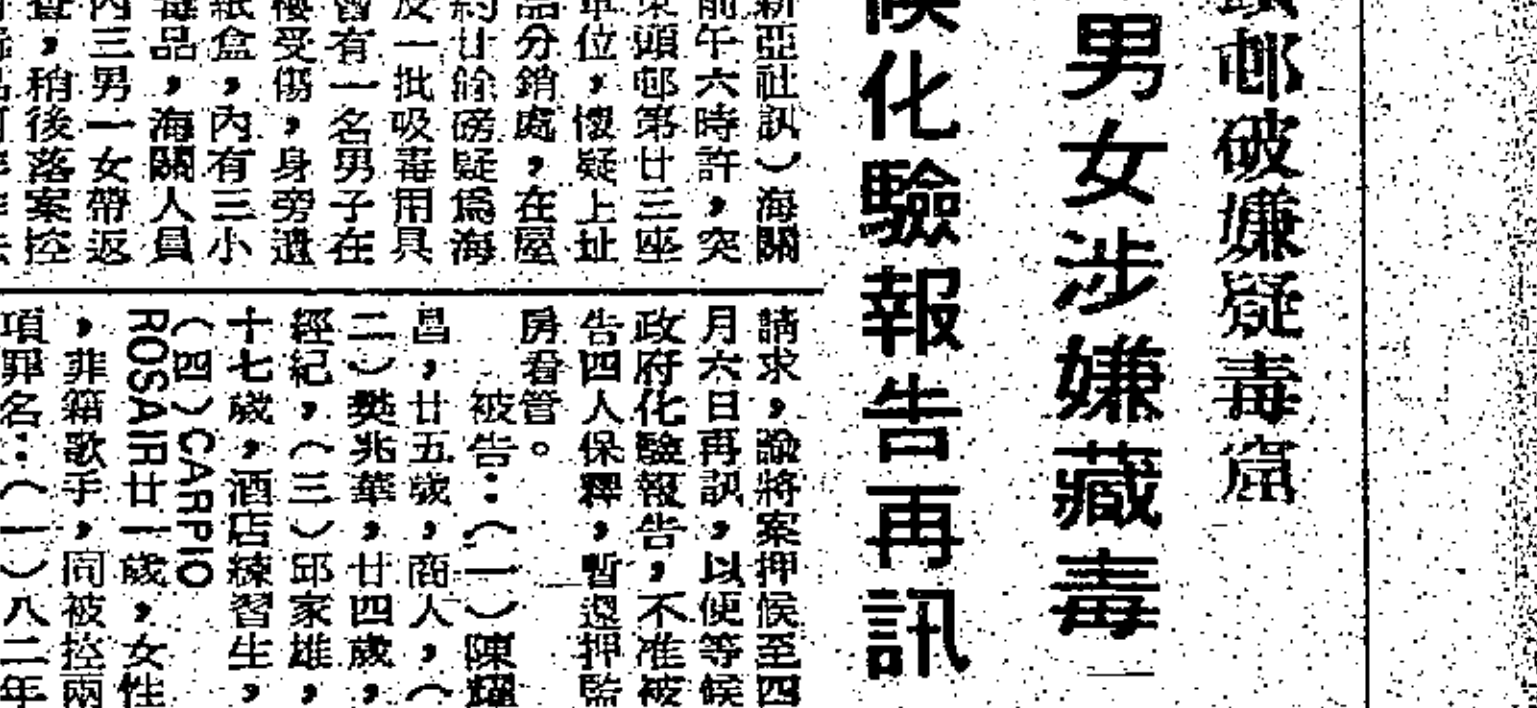 邨破嫌疑毒窟
男女涉嫌藏毒
候化驗報告再訊
新亞社訊）海關
前午六時許，突
東頭邨第廿三座
單位，懷疑上址
品分銷處，在屋
約廿餘磅疑為海
及一批吸毒用具
曾有一名男子在
樓受傷，身旁遺
紙盒，內有三小
毒品，海關人員
內三男一女帶返
查，稍後落案控
請求，諭將案押候至四
月六日再訊，以便等候
政府化驗報告，不准被
告四人保釋，暫還押監
房看管。
被告：（一）陳耀
昌，廿五歲，商人，（
二）樊兆華，廿四歲，
經紀，（三）邱家雄，
十七歲，酒店練習生，
（四）CARPIO
ROSAIR廿一歲，女性
，菲籍歌手，同被控兩
項罪名：（一）八二年